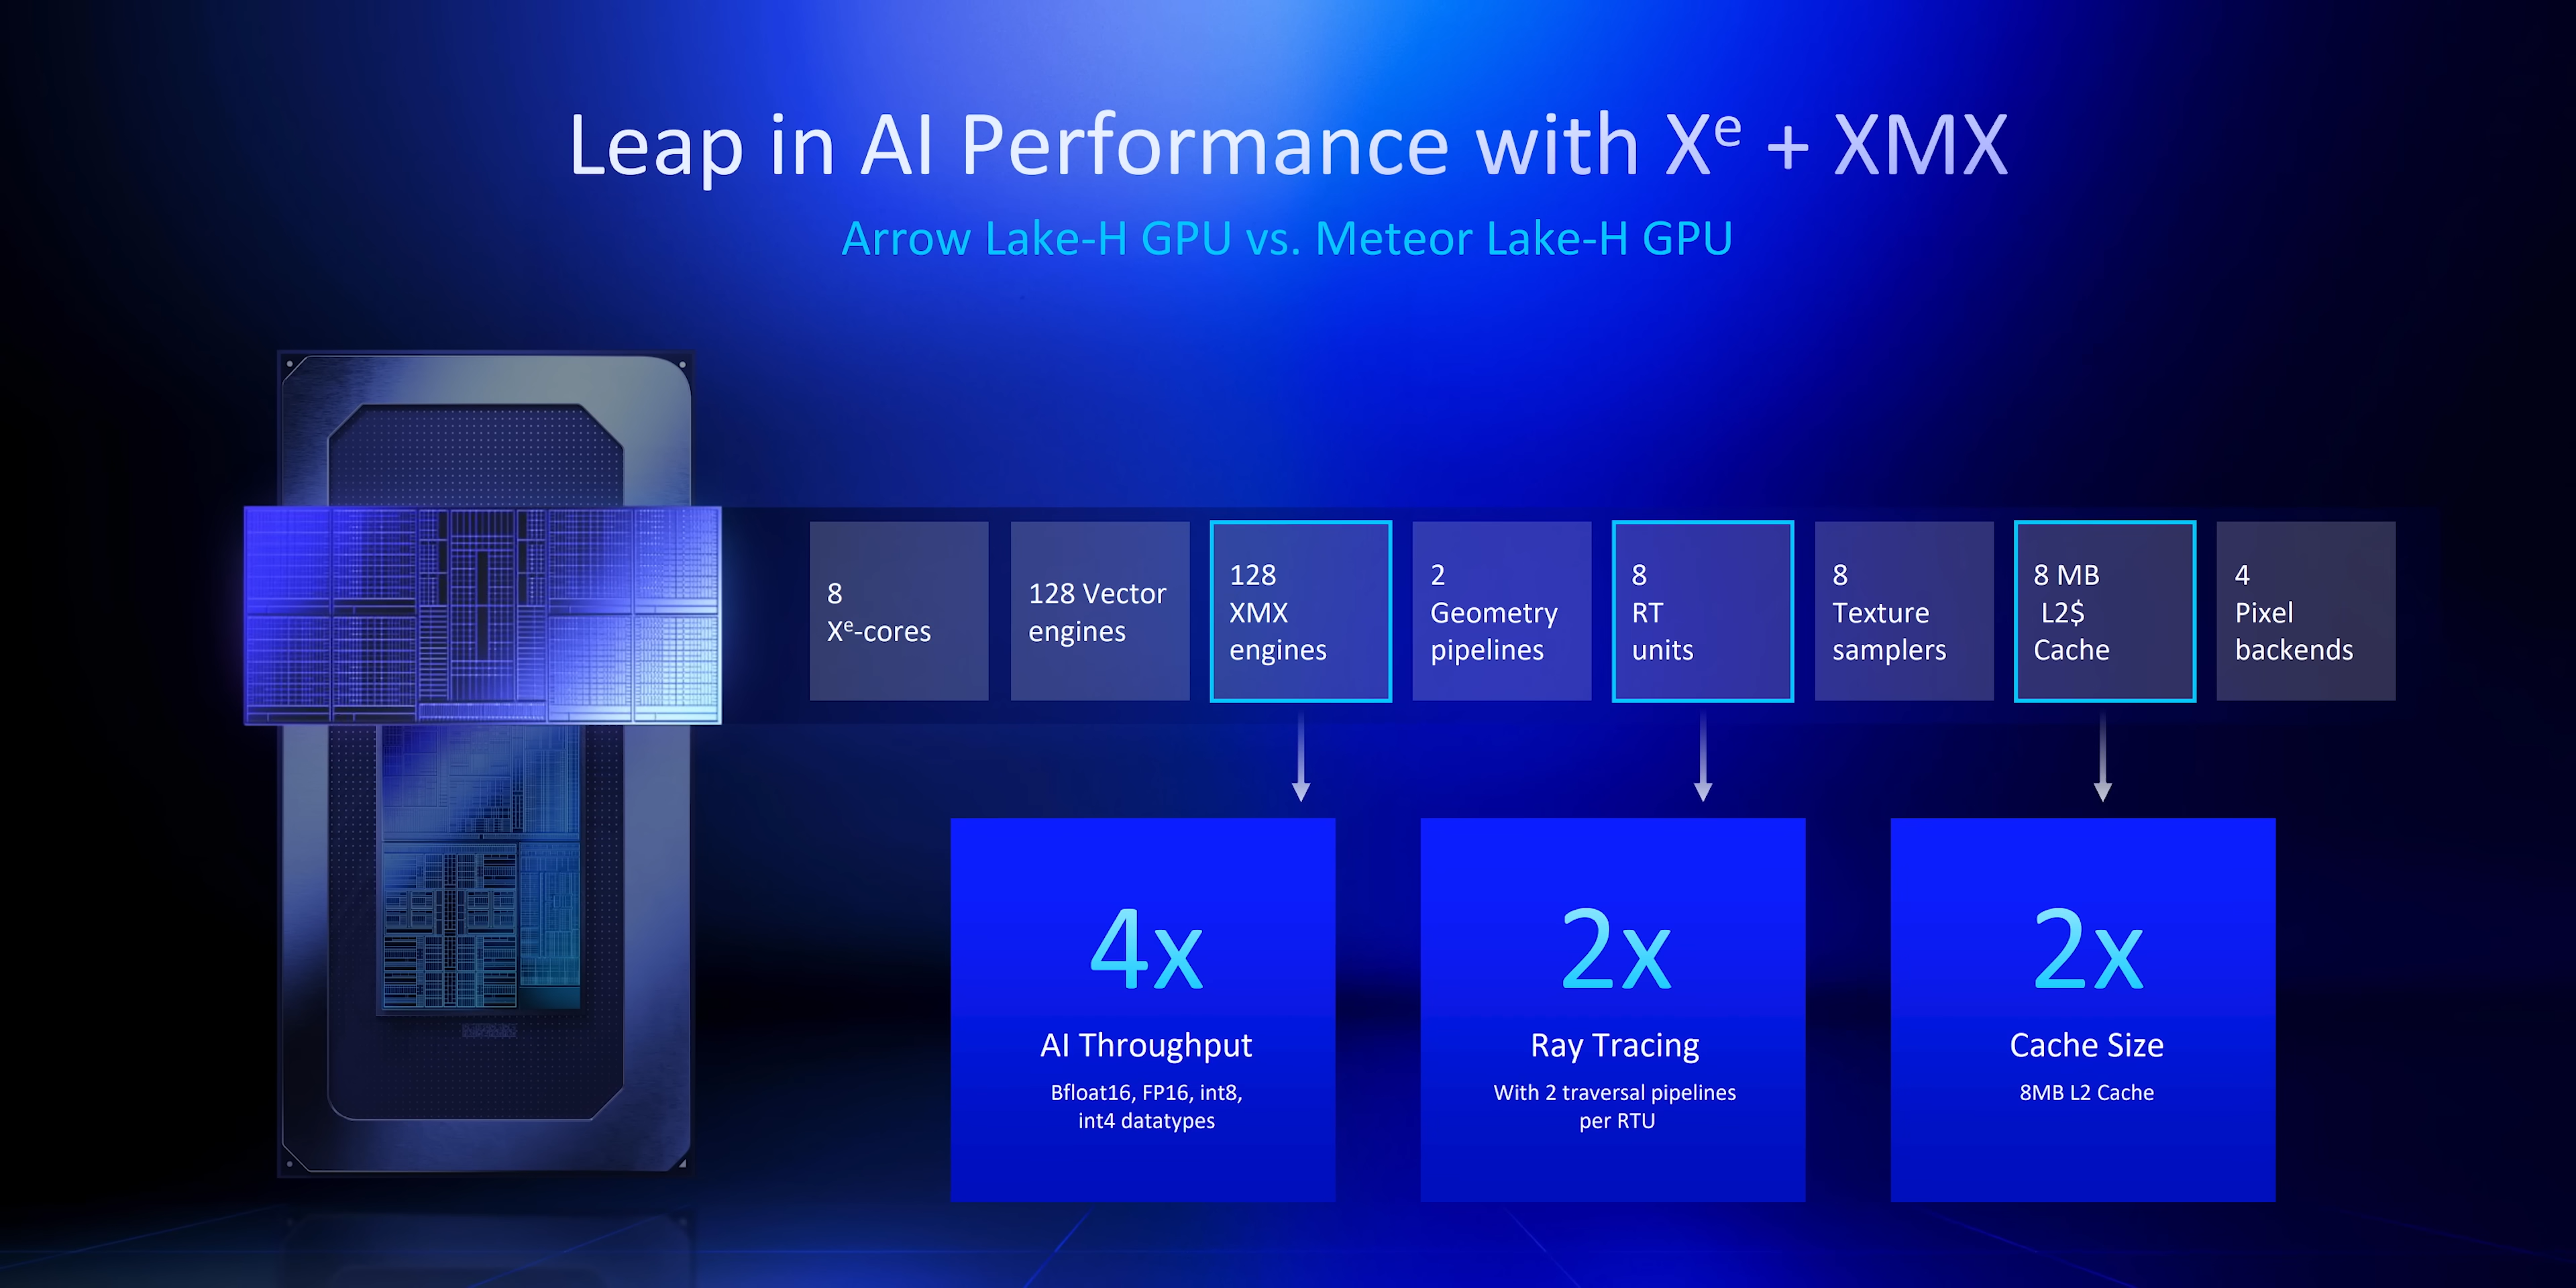 Leap in AI Performance with Xe + XMX
Arrow Lake-H GPU vs. Meteor Lake-H GPU
8
Xe-cores
128 Vector
engines
128
XMX
engines
2
Geometry
pipelines
8
RT
units
8
Texture
samplers
8 MB
L2$
Cache
4
Pixel
backends
4x
AI Throughput
Bfloat16, FP16, int8,
int4 datatypes
2x
Ray Tracing
With 2 traversal pipelines
per RTU
2x
Cache Size
8MB L2 Cache